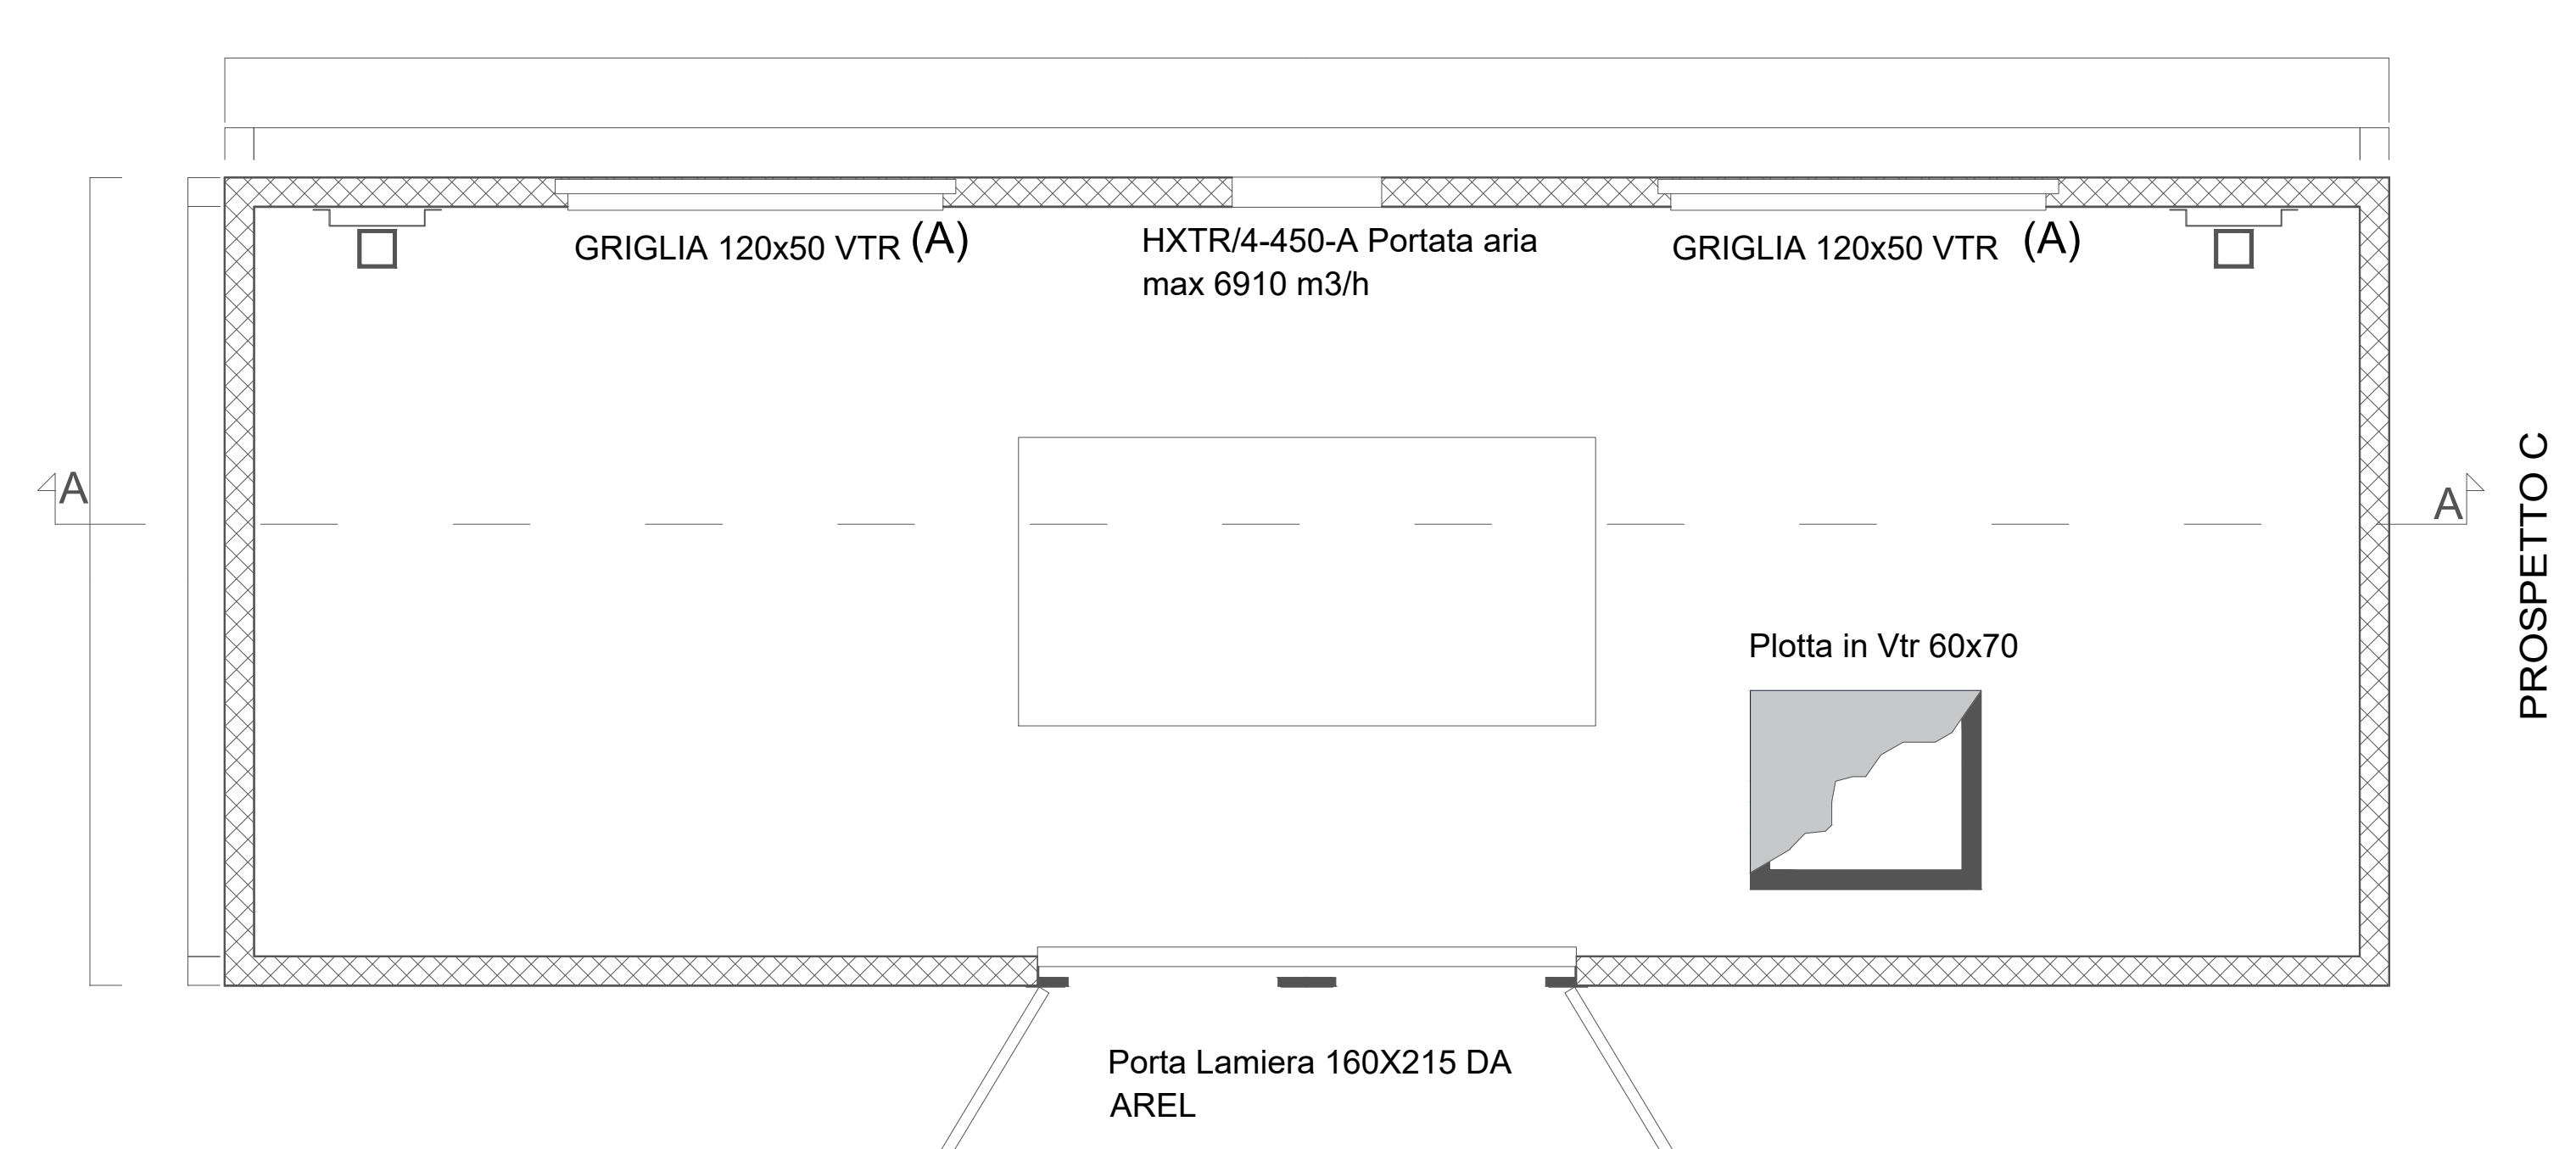 GRIGLIA 120x50 VTR (A)
HXTR/4-450-A Portata aria
max 6910 m3/h
GRIGLIA 120x50 VTR (A)
A
A
PROSPETTO C
Plotta in Vtr 60x70
Porta Lamiera 160X215 DA
AREL